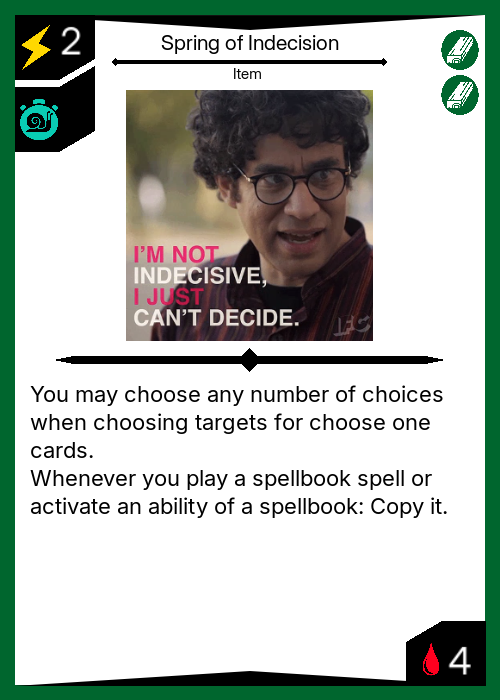 2
Spring of Indecision
Item
I'M NOT
INDECISIVE,
I JUST
CAN'T DECIDE.
IFC
You may choose any number of choices
when choosing targets for choose one
cards.
Whenever you play a spellbook spell or
activate an ability of a spellbook: Copy it.
4